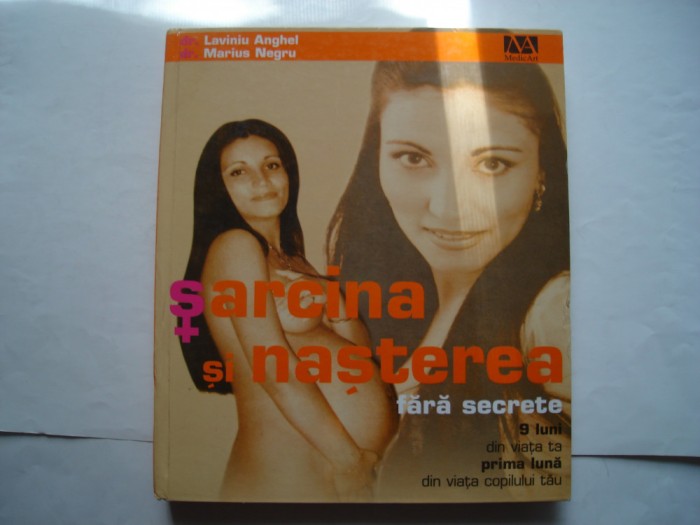 dr. Laviniu Anghel
dr. Marius Negru
MedicArt
sarcina
și nașterea
fără secrete
9 luni
din viața ta
prima lună
din viața copilului tău